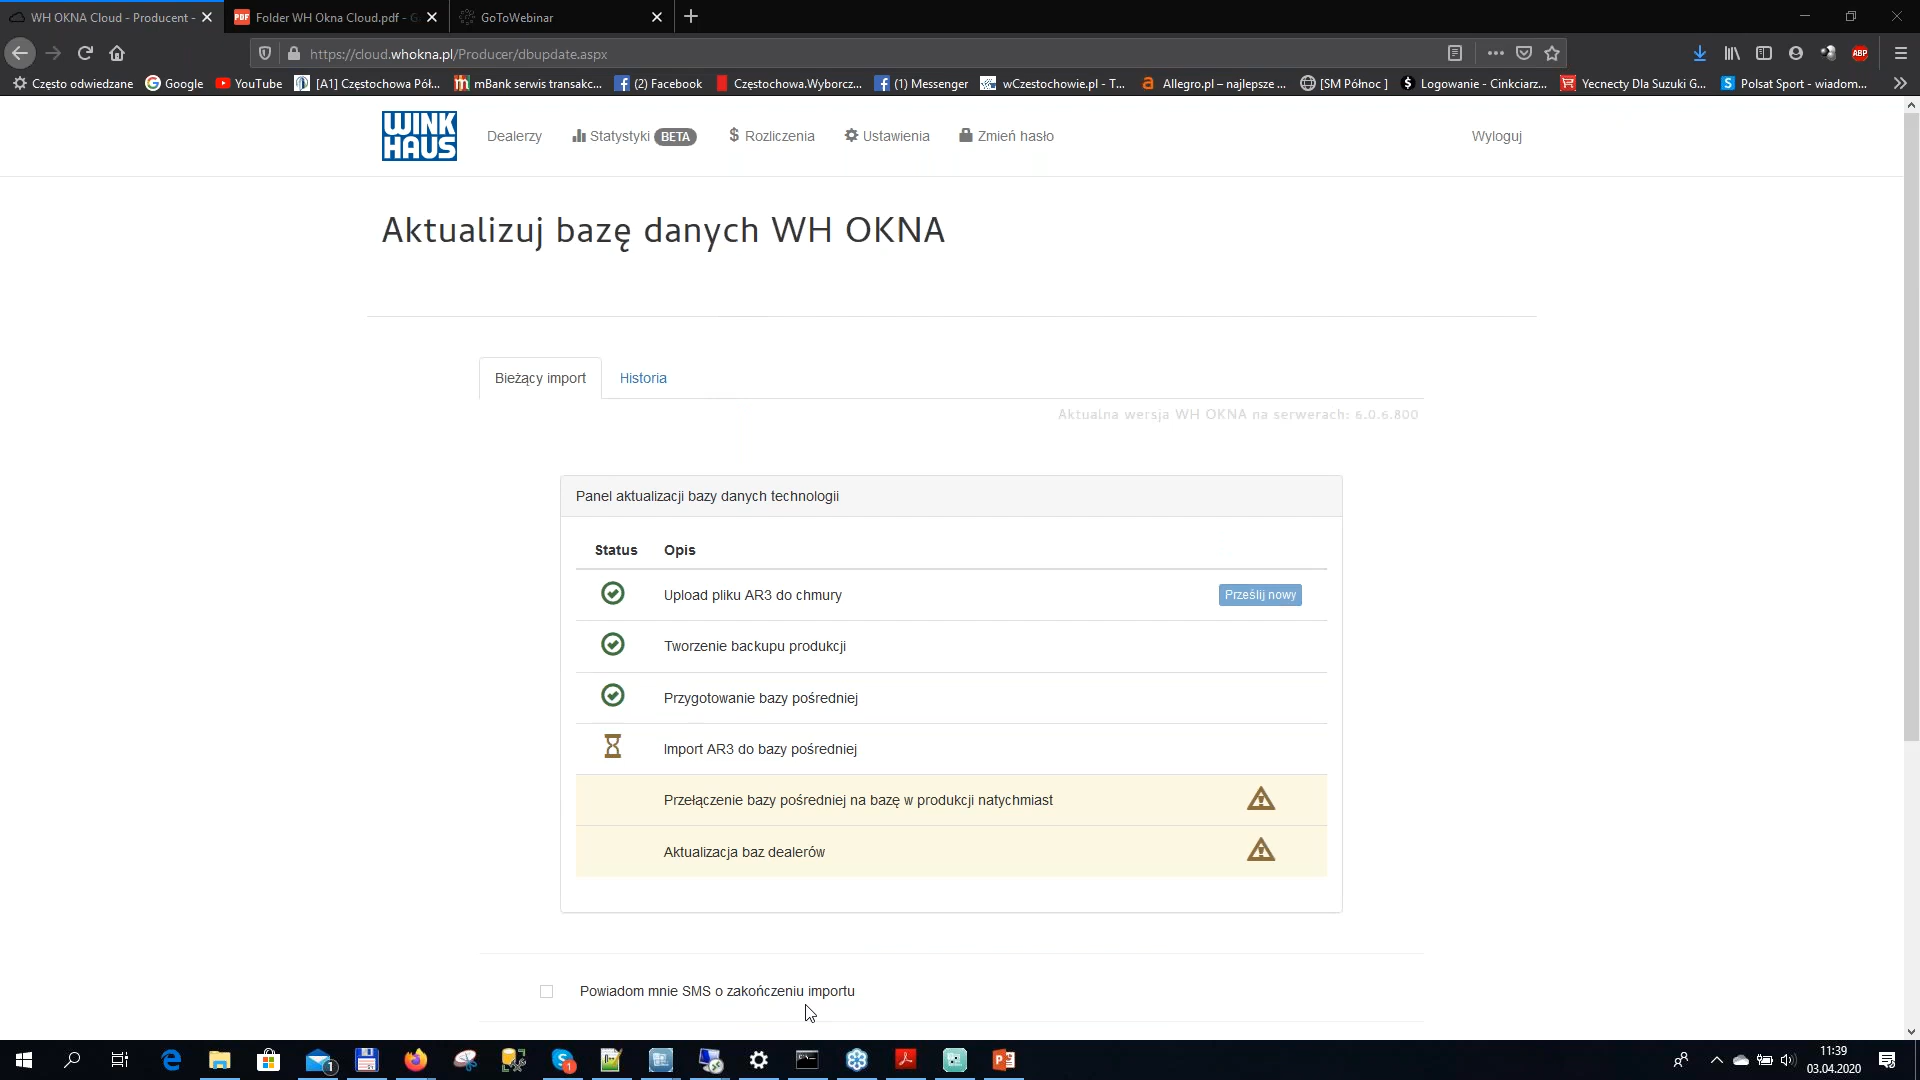 WH OKNA Cloud - Producent -
Folder WH Okna Cloud.pdf - G
GoToWebinar
https://cloud.whokna.pl/Producer/dbupdate.aspx
ABP
Często odwiedzane
Google
YouTube
[A1] Częstochowa Pół...
mBank serwis transakc...
(2) Facebook
Częstochowa.Wyborcz...
(1) Messenger
wCzestochowie.pl - T...
Allegro.pl – najlepsze ...
[SM Północ ]
Logowanie - Cinkciarz...
Yecnecty Dla Suzuki G...
Polsat Sport - wiadom...
WINK
HAUS
Dealerzy
Statystyki BETA
$ Rozliczenia
Ustawienia
Zmień hasło
Wyloguj
Aktualizuj bazę danych WH OKNA
Bieżący import
Historia
Aktualna wersja WH OKNA na serwerach: 6.0.6.800
Panel aktualizacji bazy danych technologii
Status Opis
Upload pliku AR3 do chmury
Prześlij nowy
Tworzenie backupu produkcji
Przygotowanie bazy pośredniej
Import AR3 do bazy pośredniej
Przełączenie bazy pośredniej na bazę w produkcji natychmiast
Aktualizacja baz dealerów
Powiadom mnie SMS o zakończeniu importu
11:39
03.04.2020